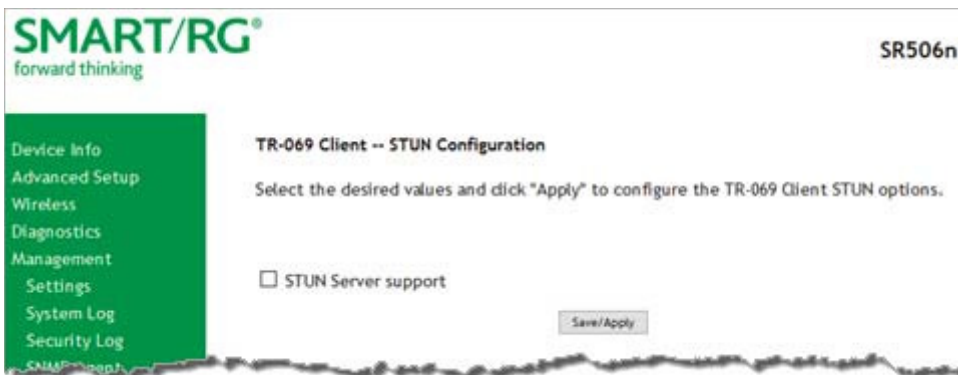 SMART/RG®
forward thinking
SR506n
Device Info
Advanced Setup
Wireless
Diagnostics
Management
Settings
System Log
Security Log
TR-069 Client -- STUN Configuration
Select the desired values and click "Apply" to configure the TR-069 Client STUN options.
STUN Server support
Save/Apply